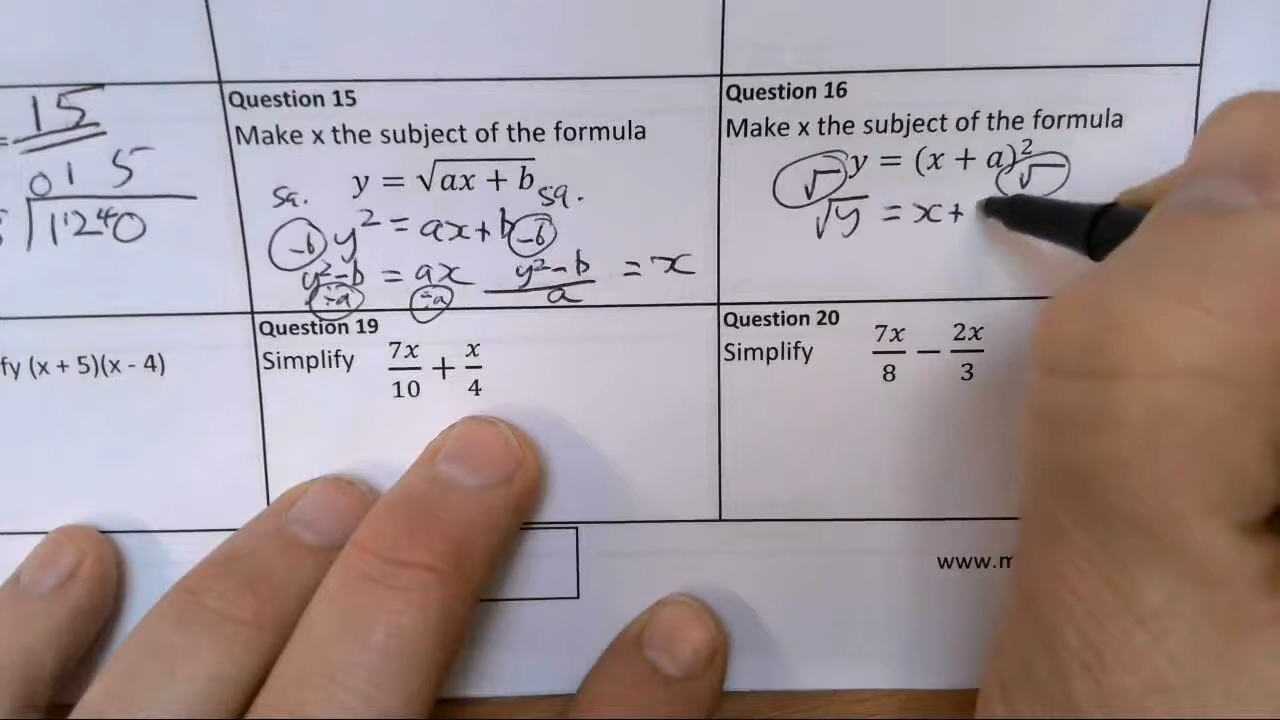 = 15
0 1 5
1240
Question 15
Make x the subject of the formula
y = √ax + b
sq. sq.
-b y² = ax+b -b
y²-b = ax
÷a ÷a
y²-b / a = x
Question 16
Make x the subject of the formula
y = (x + a)²
√ √
√y = x+
fy (x + 5)(x - 4)
Question 19
Simplify 7x/10 + x/4
Question 20
Simplify 7x/8 − 2x/3
www.m